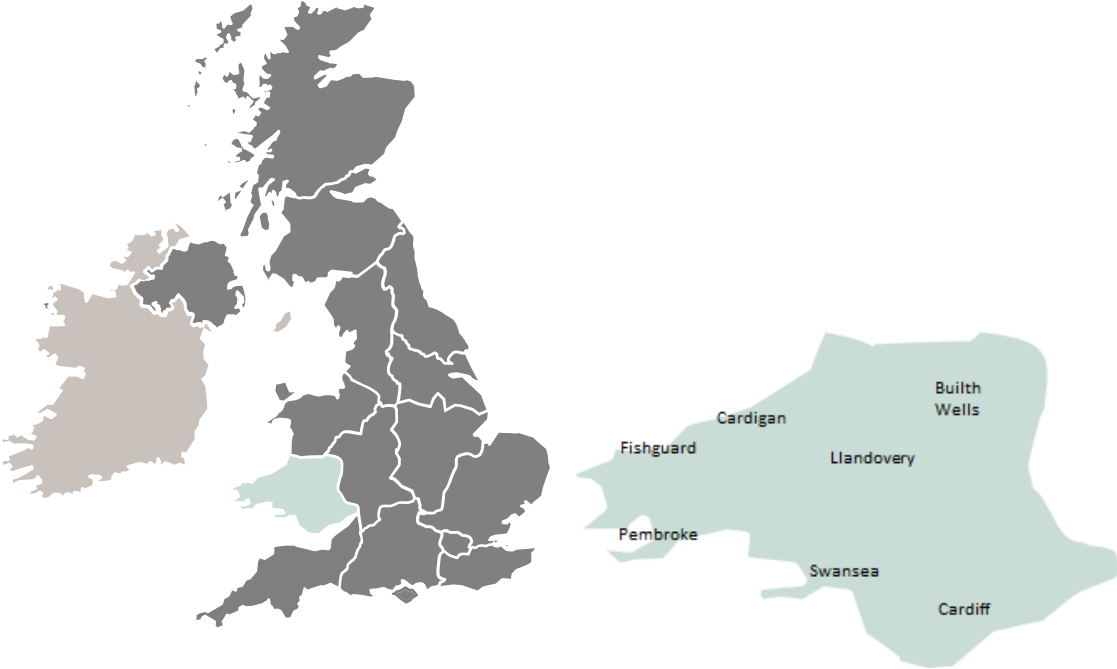 Builth
Wells
Cardigan
Fishguard
Llandovery
Pembroke
Swansea
Cardiff